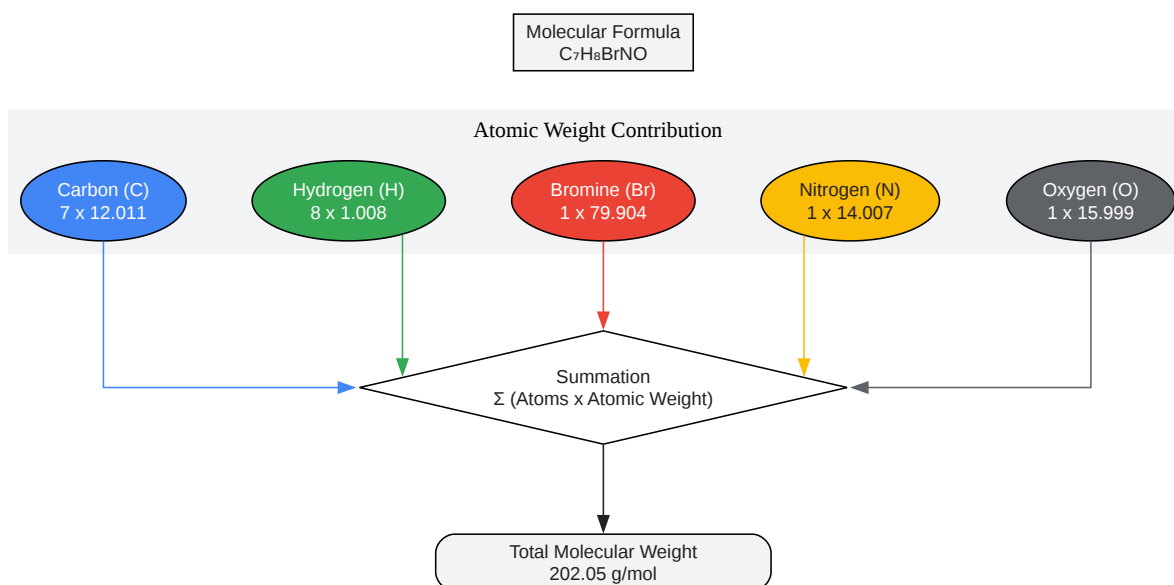 Molecular Formula
C₇H₈BrNO
Atomic Weight Contribution
Carbon (C)
7 x 12.011
Hydrogen (H)
8 x 1.008
Bromine (Br)
1 x 79.904
Nitrogen (N)
1 x 14.007
Oxygen (O)
1 x 15.999
Summation
Σ (Atoms x Atomic Weight)
Total Molecular Weight
202.05 g/mol